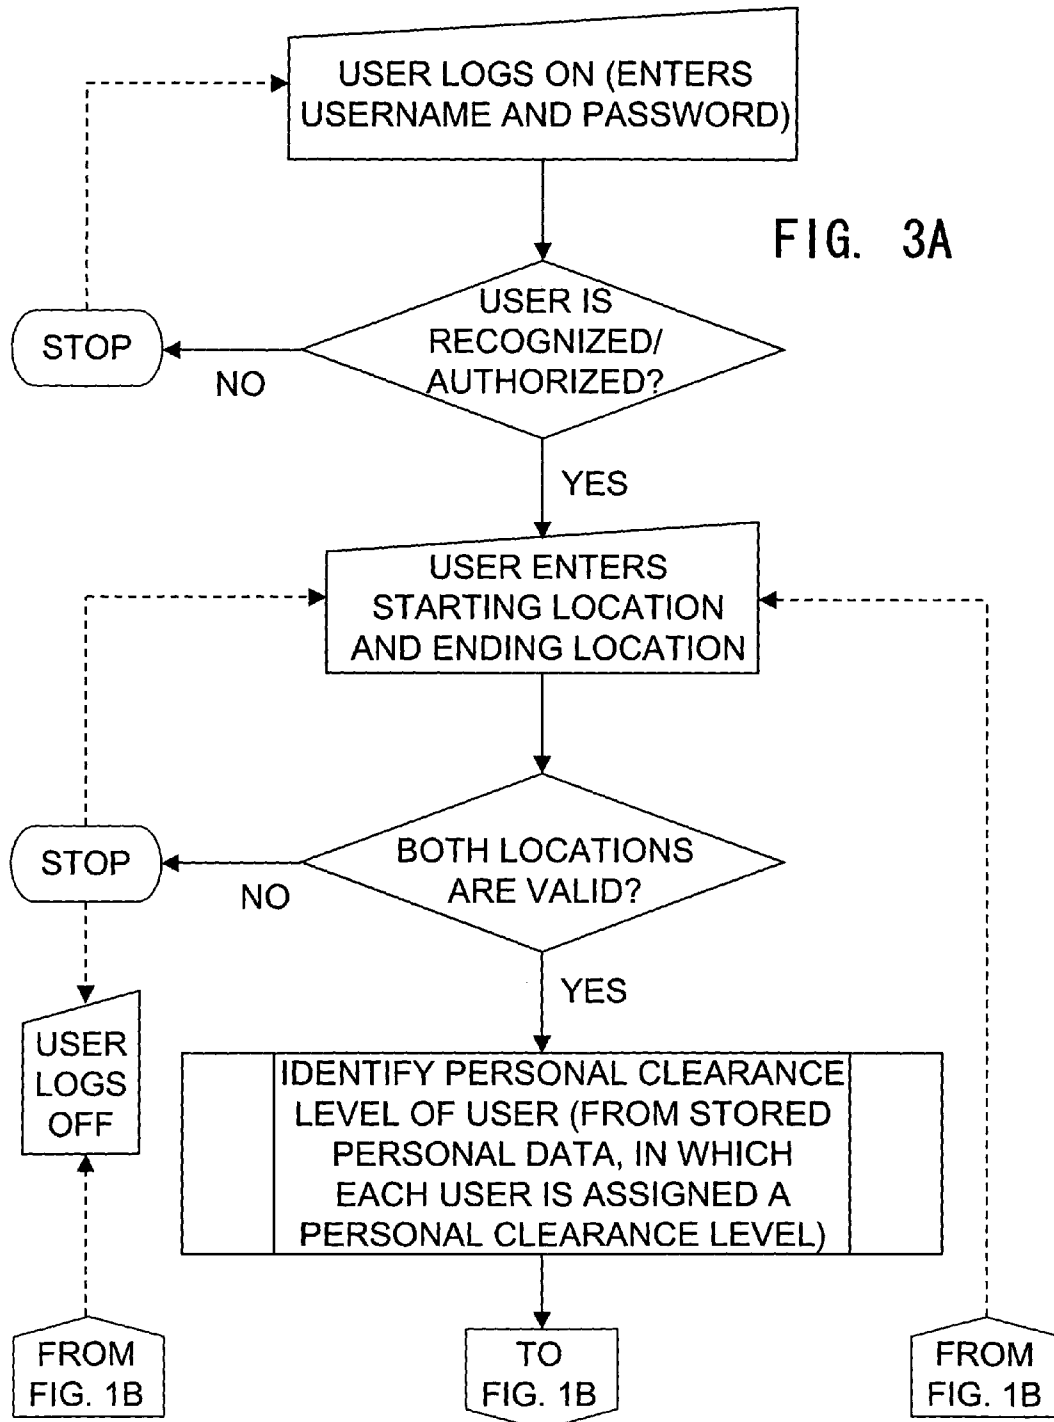 USER LOGS ON (ENTERS
USERNAME AND PASSWORD)
FIG. 3A
USER IS
RECOGNIZED/
AUTHORIZED?
STOP
NO
YES
USER ENTERS
STARTING LOCATION
AND ENDING LOCATION
BOTH LOCATIONS
ARE VALID?
STOP
NO
YES
USER
LOGS
OFF
IDENTIFY PERSONAL CLEARANCE
LEVEL OF USER (FROM STORED
PERSONAL DATA, IN WHICH
EACH USER IS ASSIGNED A
PERSONAL CLEARANCE LEVEL)
FROM
FIG. 1B
TO
FIG. 1B
FROM
FIG. 1B